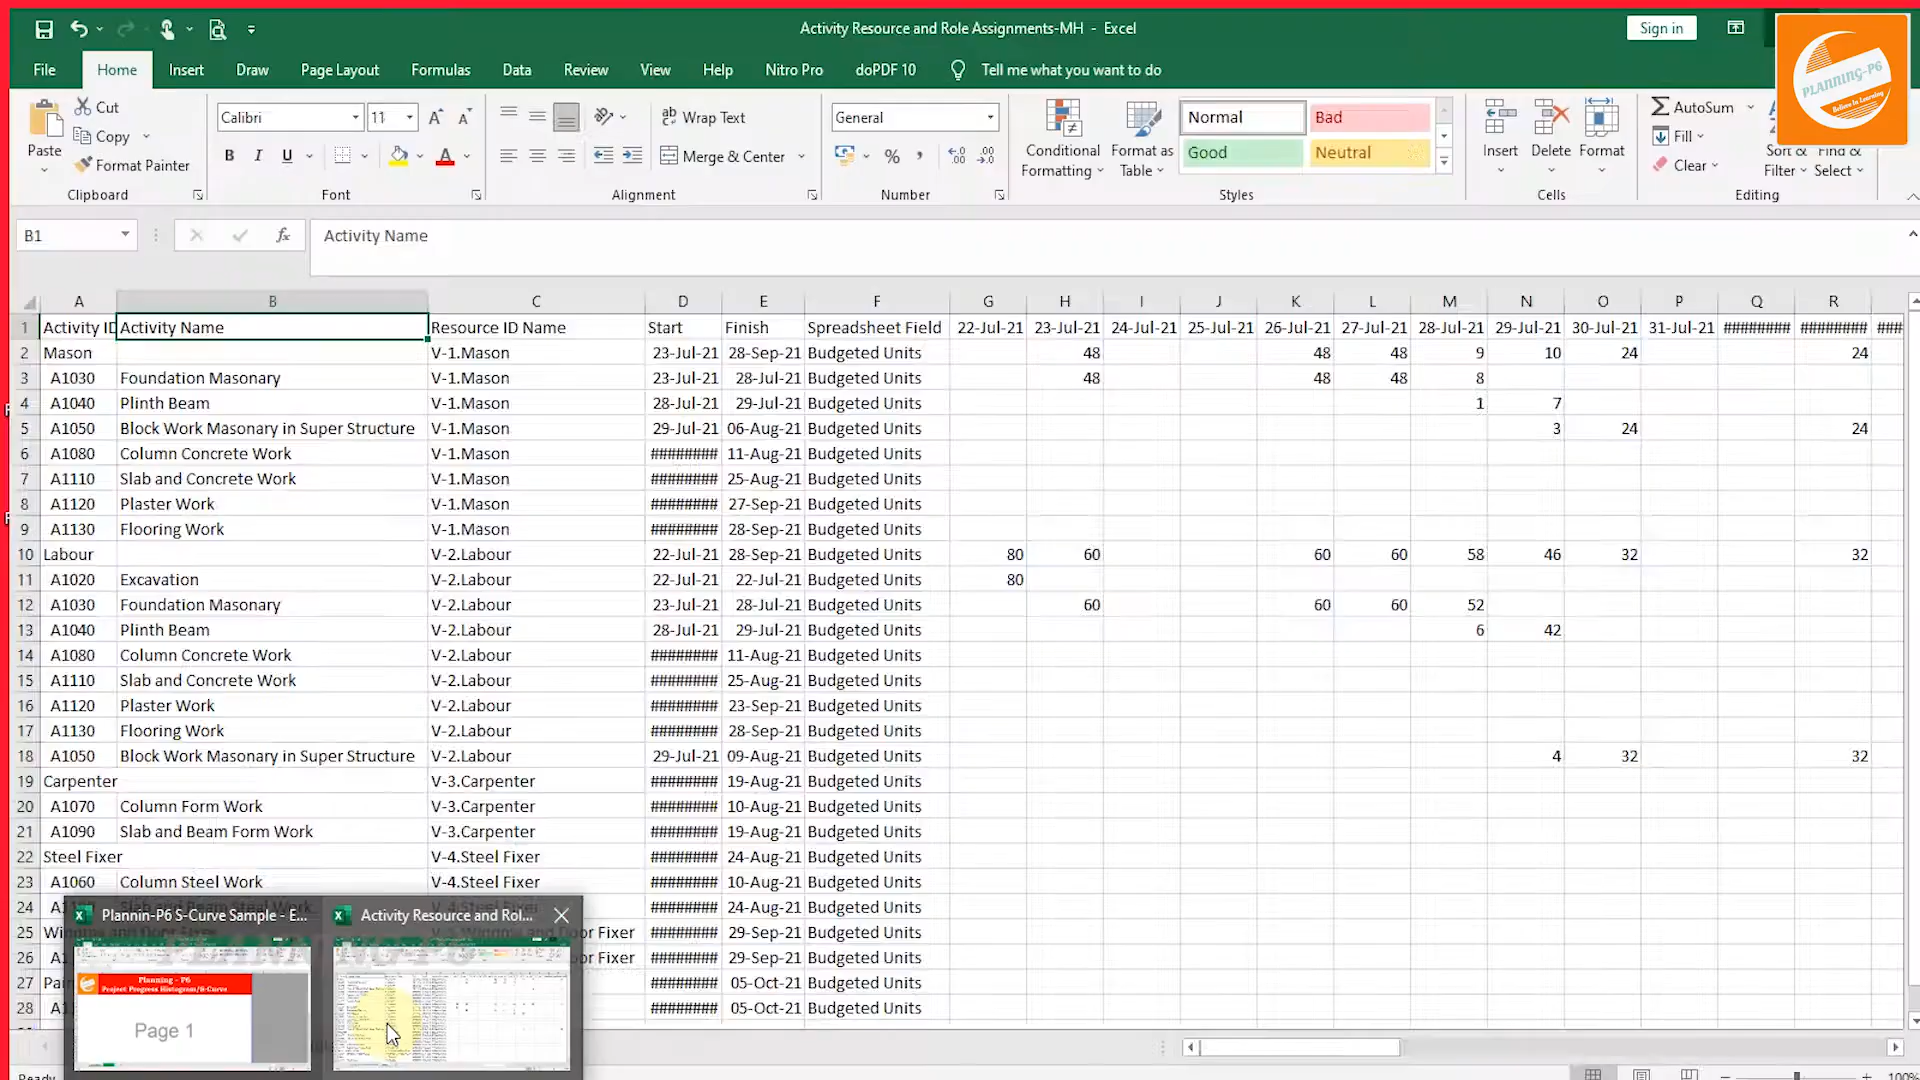 Activity Resource and Role Assignments-MH - Excel
Sign in
PLANNING-P6
Believe In Learning
File Home Insert Draw Page Layout Formulas Data Review View Help Nitro Pro doPDF 10 Tell me what you want to do
Paste Cut Copy Format Painter
Calibri 11
B I U
Wrap Text
Merge & Center
General
Conditional Formatting
Format as Table
Normal Bad
Good Neutral
Insert Delete Format
AutoSum
Fill
Clear
Sort & Filter
Find & Select
Clipboard Font Alignment Number Styles Cells Editing
B1 fx Activity Name
A B C D E F G H I J K L M N O P Q R
1 Activity ID Activity Name Resource ID Name Start Finish Spreadsheet Field 22-Jul-21 23-Jul-21 24-Jul-21 25-Jul-21 26-Jul-21 27-Jul-21 28-Jul-21 29-Jul-21 30-Jul-21 31-Jul-21 ######## ######## ###
2 Mason V-1.Mason 23-Jul-21 28-Sep-21 Budgeted Units 48 48 48 9 10 24 24
3 A1030 Foundation Masonary V-1.Mason 23-Jul-21 28-Jul-21 Budgeted Units 48 48 48 8
4 A1040 Plinth Beam V-1.Mason 28-Jul-21 29-Jul-21 Budgeted Units 1 7
5 A1050 Block Work Masonary in Super Structure V-1.Mason 29-Jul-21 06-Aug-21 Budgeted Units 3 24 24
6 A1080 Column Concrete Work V-1.Mason ######## 11-Aug-21 Budgeted Units
7 A1110 Slab and Concrete Work V-1.Mason ######## 25-Aug-21 Budgeted Units
8 A1120 Plaster Work V-1.Mason ######## 27-Sep-21 Budgeted Units
9 A1130 Flooring Work V-1.Mason ######## 28-Sep-21 Budgeted Units
10 Labour V-2.Labour 22-Jul-21 28-Sep-21 Budgeted Units 80 60 60 60 58 46 32 32
11 A1020 Excavation V-2.Labour 22-Jul-21 22-Jul-21 Budgeted Units 80
12 A1030 Foundation Masonary V-2.Labour 23-Jul-21 28-Jul-21 Budgeted Units 60 60 60 52
13 A1040 Plinth Beam V-2.Labour 28-Jul-21 29-Jul-21 Budgeted Units 6 42
14 A1080 Column Concrete Work V-2.Labour ######## 11-Aug-21 Budgeted Units
15 A1110 Slab and Concrete Work V-2.Labour ######## 25-Aug-21 Budgeted Units
16 A1120 Plaster Work V-2.Labour ######## 23-Sep-21 Budgeted Units
17 A1130 Flooring Work V-2.Labour ######## 28-Sep-21 Budgeted Units
18 A1050 Block Work Masonary in Super Structure V-2.Labour 29-Jul-21 09-Aug-21 Budgeted Units 4 32 32
19 Carpenter V-3.Carpenter ######## 19-Aug-21 Budgeted Units
20 A1070 Column Form Work V-3.Carpenter ######## 10-Aug-21 Budgeted Units
21 A1090 Slab and Beam Form Work V-3.Carpenter ######## 19-Aug-21 Budgeted Units
22 Steel Fixer V-4.Steel Fixer ######## 24-Aug-21 Budgeted Units
23 A1060 Column Steel Work V-4.Steel Fixer ######## 10-Aug-21 Budgeted Units
24 ######## 24-Aug-21 Budgeted Units
25 Door Fixer ######## 29-Sep-21 Budgeted Units
26 Door Fixer ######## 29-Sep-21 Budgeted Units
27 ######## 05-Oct-21 Budgeted Units
28 ######## 05-Oct-21 Budgeted Units
Plannin-P6 S-Curve Sample - E... Activity Resource and Rol...
Planning - P6
Project Progress Histogram/S-Curve
Page 1
Ready
100%